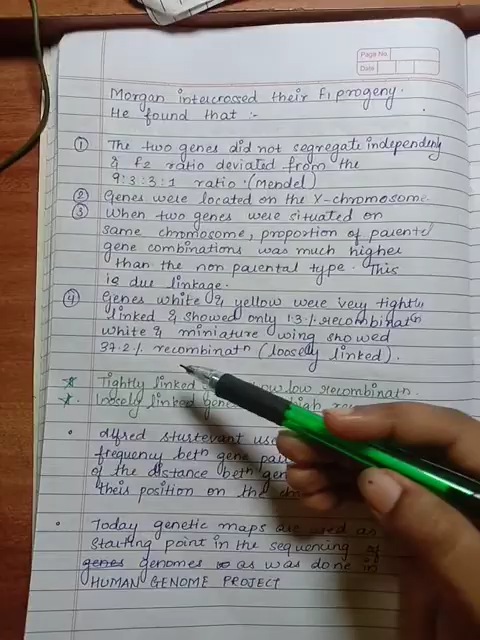 Page No.
Date
Morgan intercrossed their F1 progeny.
He found that :-
① The two genes did not segregate independenly
& F2 ratio deviated from the
9:3:3:1 ratio. (Mendel)
② Genes were located on the X-chromosome.
③ When two genes were situated on
same chromosome, proportion of parental
gene combinations was much higher
than the non parental type. This
is due linkage.
④ Genes white & yellow were very tightly
linked & showed only 1.3% recombinatn
white & miniature wing showed
37.2% recombinatn (loosely linked).
* Tightly linked low recombinatn.
* Loosely linked high
• Alfred sturtevant
frequency betn gene
of the distance betn
their position on the
• Today genetic maps are used as
starting point in the sequencing of
genomes as was done in
HUMAN GENOME PROJECT